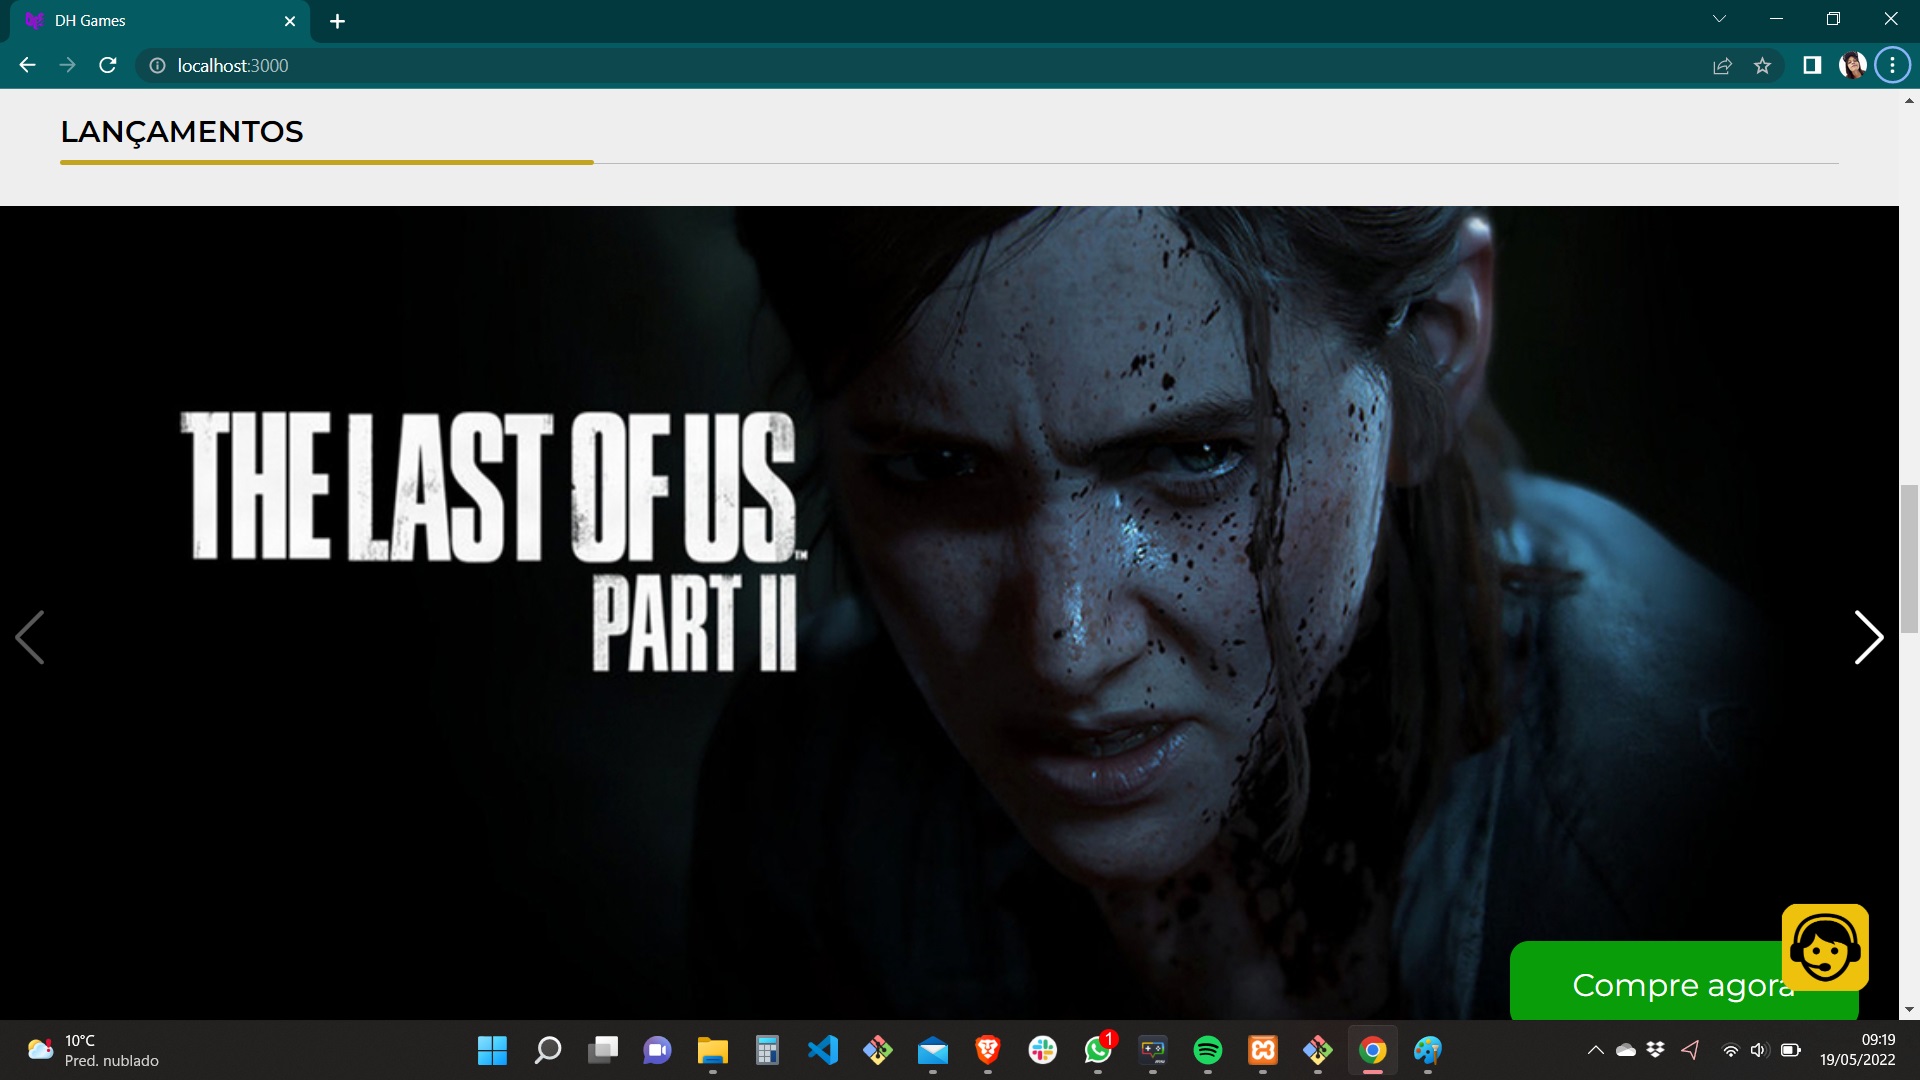 DH Games
localhost:3000
LANÇAMENTOS
THE LAST OF US™
PART II
Compre agora
10°C
Pred. nublado
1
09:19
19/05/2022